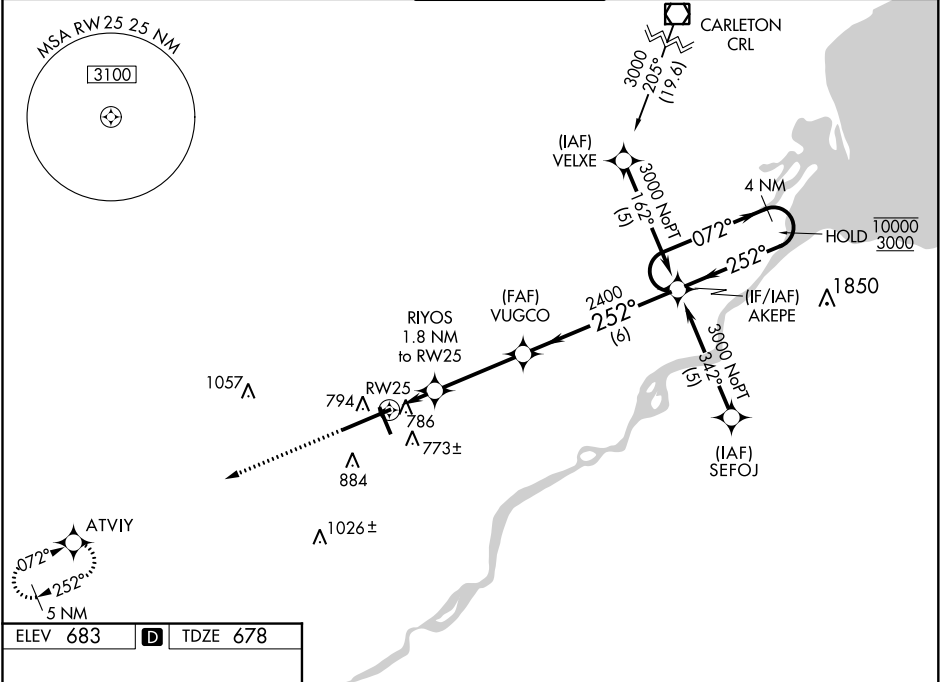 MSA RW25 25 NM
3100
CARLETON
CRL
3000
205°
(19.6)
(IAF)
VELXE
3000 NoPT
162°
(5)
4 NM
072°
HOLD
10000
3000
252°
(IF/IAF)
AKEPE
1850
2400
252°
(6)
(FAF)
VUGCO
RIYOS
1.8 NM
to RW25
3000 NoPT
342°
(5)
(IAF)
SEFOJ
1057
794
RW25
786
773±
884
1026±
ATVIY
072°
252°
5 NM
ELEV 683 D TDZE 678